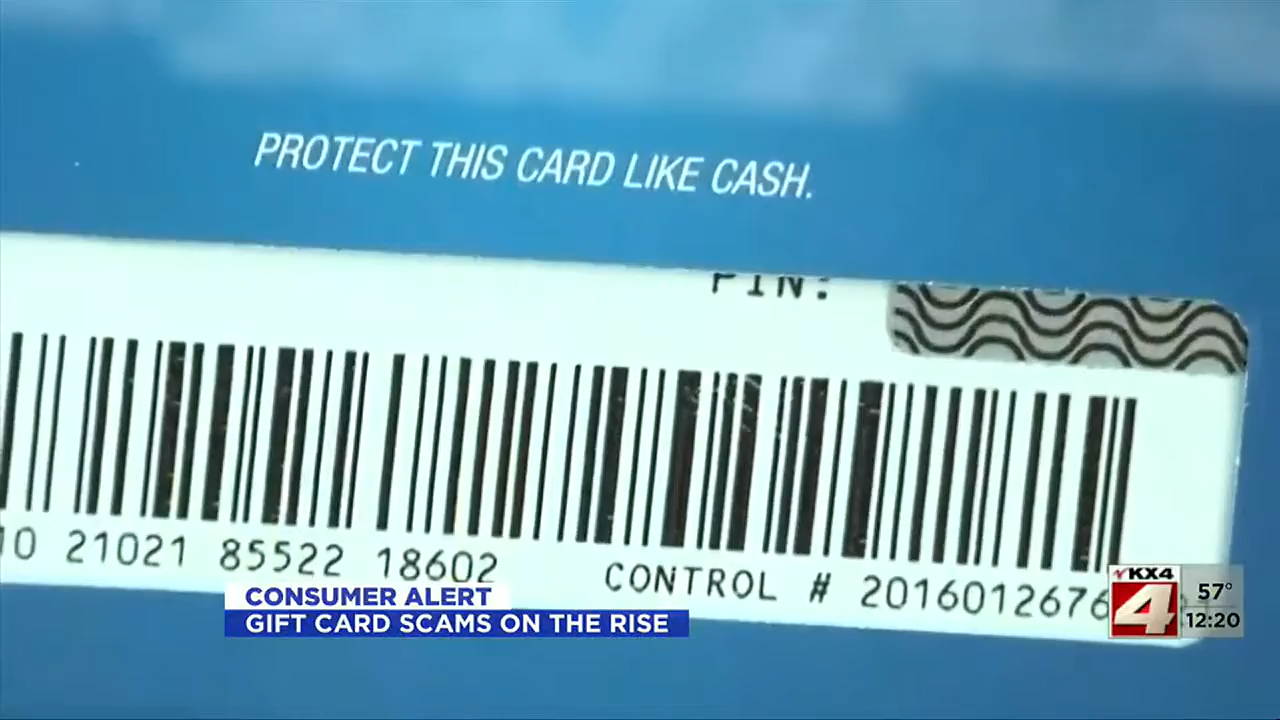 PROTECT THIS CARD LIKE CASH.
PIN:
10 21021 85522 18602
CONTROL # 2016012676
CONSUMER ALERT
GIFT CARD SCAMS ON THE RISE
KX4
4
57°
12:20